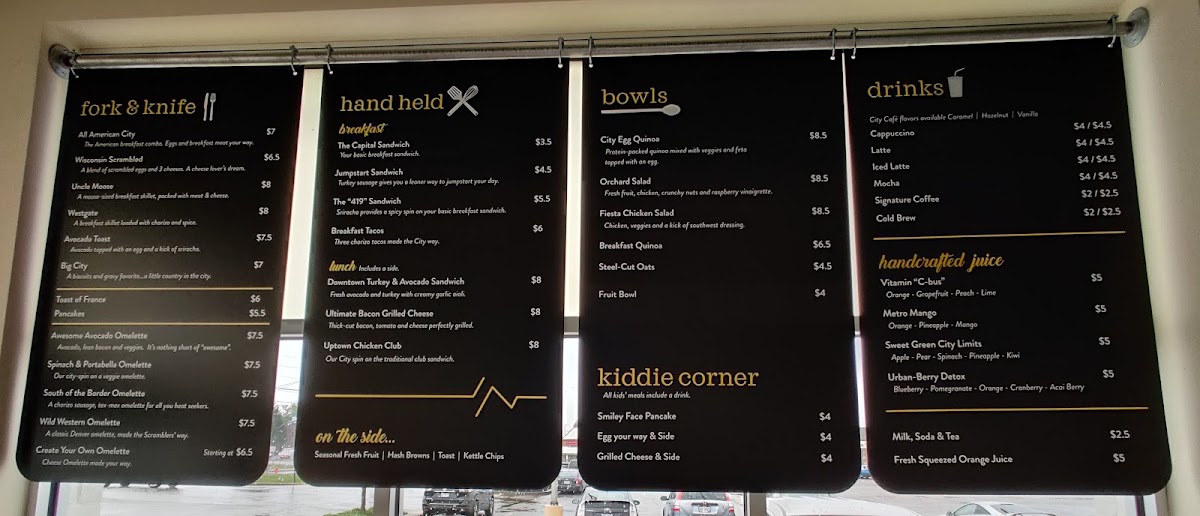 fork & knife
All American City $7
The American breakfast combo. Eggs and breakfast meat your way.
Wisconsin Scrambled $6.5
A blend of scrambled eggs and 3 cheeses. A cheese lover's dream.
Uncle Moose $8
A moose-sized breakfast skillet, packed with meat & cheese.
Westgate $8
A breakfast skillet loaded with chorizo and spice.
Avocado Toast $7.5
Avocado topped with an egg and a kick of sriracha.
Big City $7
A biscuits and gravy favorite...a little country in the city.
Toast of France $6
Pancakes $5.5
Awesome Avocado Omelette $7.5
Avocado, lean bacon and veggies. It's nothing short of "awesome".
Spinach & Portabella Omelette $7.5
Our city-spin on a veggie omelette.
South of the Border Omelette $7.5
A chorizo sausage, tex-mex omelette for all you heat seekers.
Wild Western Omelette $7.5
A classic Denver omelette, made the Scramblers' way.
Create Your Own Omelette Starting at $6.5
Cheese Omelette made your way.
hand held
breakfast
The Capital Sandwich $3.5
Your basic breakfast sandwich.
Jumpstart Sandwich $4.5
Turkey sausage gives you a leaner way to jumpstart your day.
The "419" Sandwich $5.5
Sriracha provides a spicy spin on your basic breakfast sandwich.
Breakfast Tacos $6
Three chorizo tacos made the City way.
lunch Includes a side.
Downtown Turkey & Avocado Sandwich $8
Fresh avocado and turkey with creamy garlic aioli.
Ultimate Bacon Grilled Cheese $8
Thick-cut bacon, tomato and cheese perfectly grilled.
Uptown Chicken Club $8
Our City spin on the traditional club sandwich.
on the side...
Seasonal Fresh Fruit | Hash Browns | Toast | Kettle Chips
bowls
City Egg Quinoa $8.5
Protein-packed quinoa mixed with veggies and feta
topped with an egg.
Orchard Salad $8.5
Fresh fruit, chicken, crunchy nuts and raspberry vinaigrette.
Fiesta Chicken Salad $8.5
Chicken, veggies and a kick of southwest dressing.
Breakfast Quinoa $6.5
Steel-Cut Oats $4.5
Fruit Bowl $4
kiddie corner
All kids' meals include a drink.
Smiley Face Pancake $4
Egg your way & Side $4
Grilled Cheese & Side $4
drinks
City Café flavors available Caramel | Hazelnut | Vanilla
Cappuccino $4 / $4.5
Latte $4 / $4.5
Iced Latte $4 / $4.5
Mocha $4 / $4.5
Signature Coffee $2 / $2.5
Cold Brew $2 / $2.5
handcrafted juice
Vitamin "C-bus" $5
Orange - Grapefruit - Peach - Lime
Metro Mango $5
Orange - Pineapple - Mango
Sweet Green City Limits $5
Apple - Pear - Spinach - Pineapple - Kiwi
Urban-Berry Detox $5
Blueberry - Pomegranate - Orange - Cranberry - Acai Berry
Milk, Soda & Tea $2.5
Fresh Squeezed Orange Juice $5